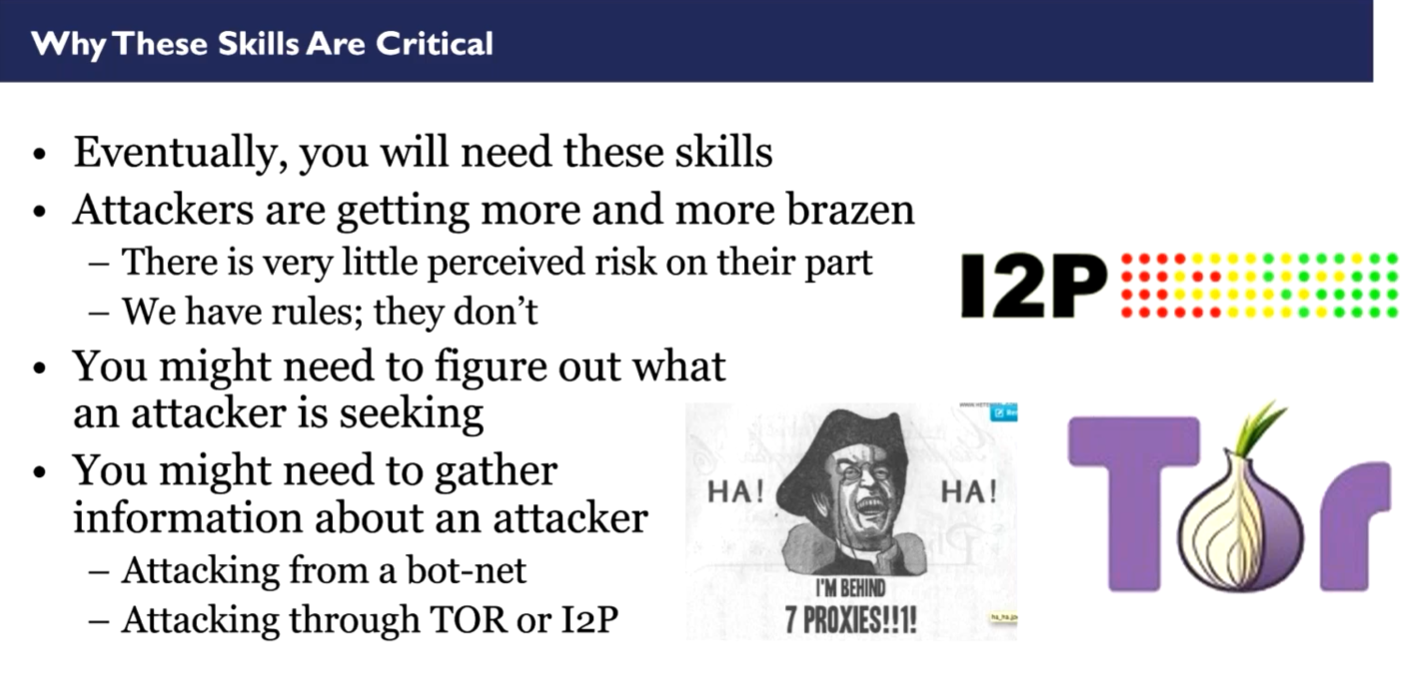 Why These Skills Are Critical
• Eventually, you will need these skills
• Attackers are getting more and more brazen
– There is very little perceived risk on their part
– We have rules; they don’t
• You might need to figure out what
an attacker is seeking
• You might need to gather
information about an attacker
– Attacking from a bot-net
– Attacking through TOR or I2P
I2P
HA!
HA!
I'M BEHIND
7 PROXIES!!1!
Tor